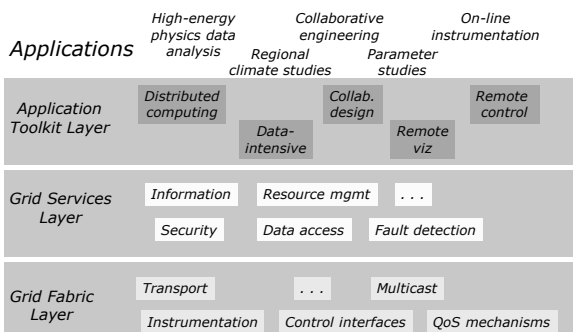 High-energy
physics data
analysis
Collaborative
engineering
On-line
instrumentation
Applications
Regional
climate studies
Parameter
studies
Application
Toolkit Layer
Distributed
computing
Data-
intensive
Collab.
design
Remote
viz
Remote
control
Grid Services
Layer
Information
Resource mgmt
. . .
Security
Data access
Fault detection
Grid Fabric
Layer
Transport
. . .
Multicast
Instrumentation
Control interfaces
QoS mechanisms